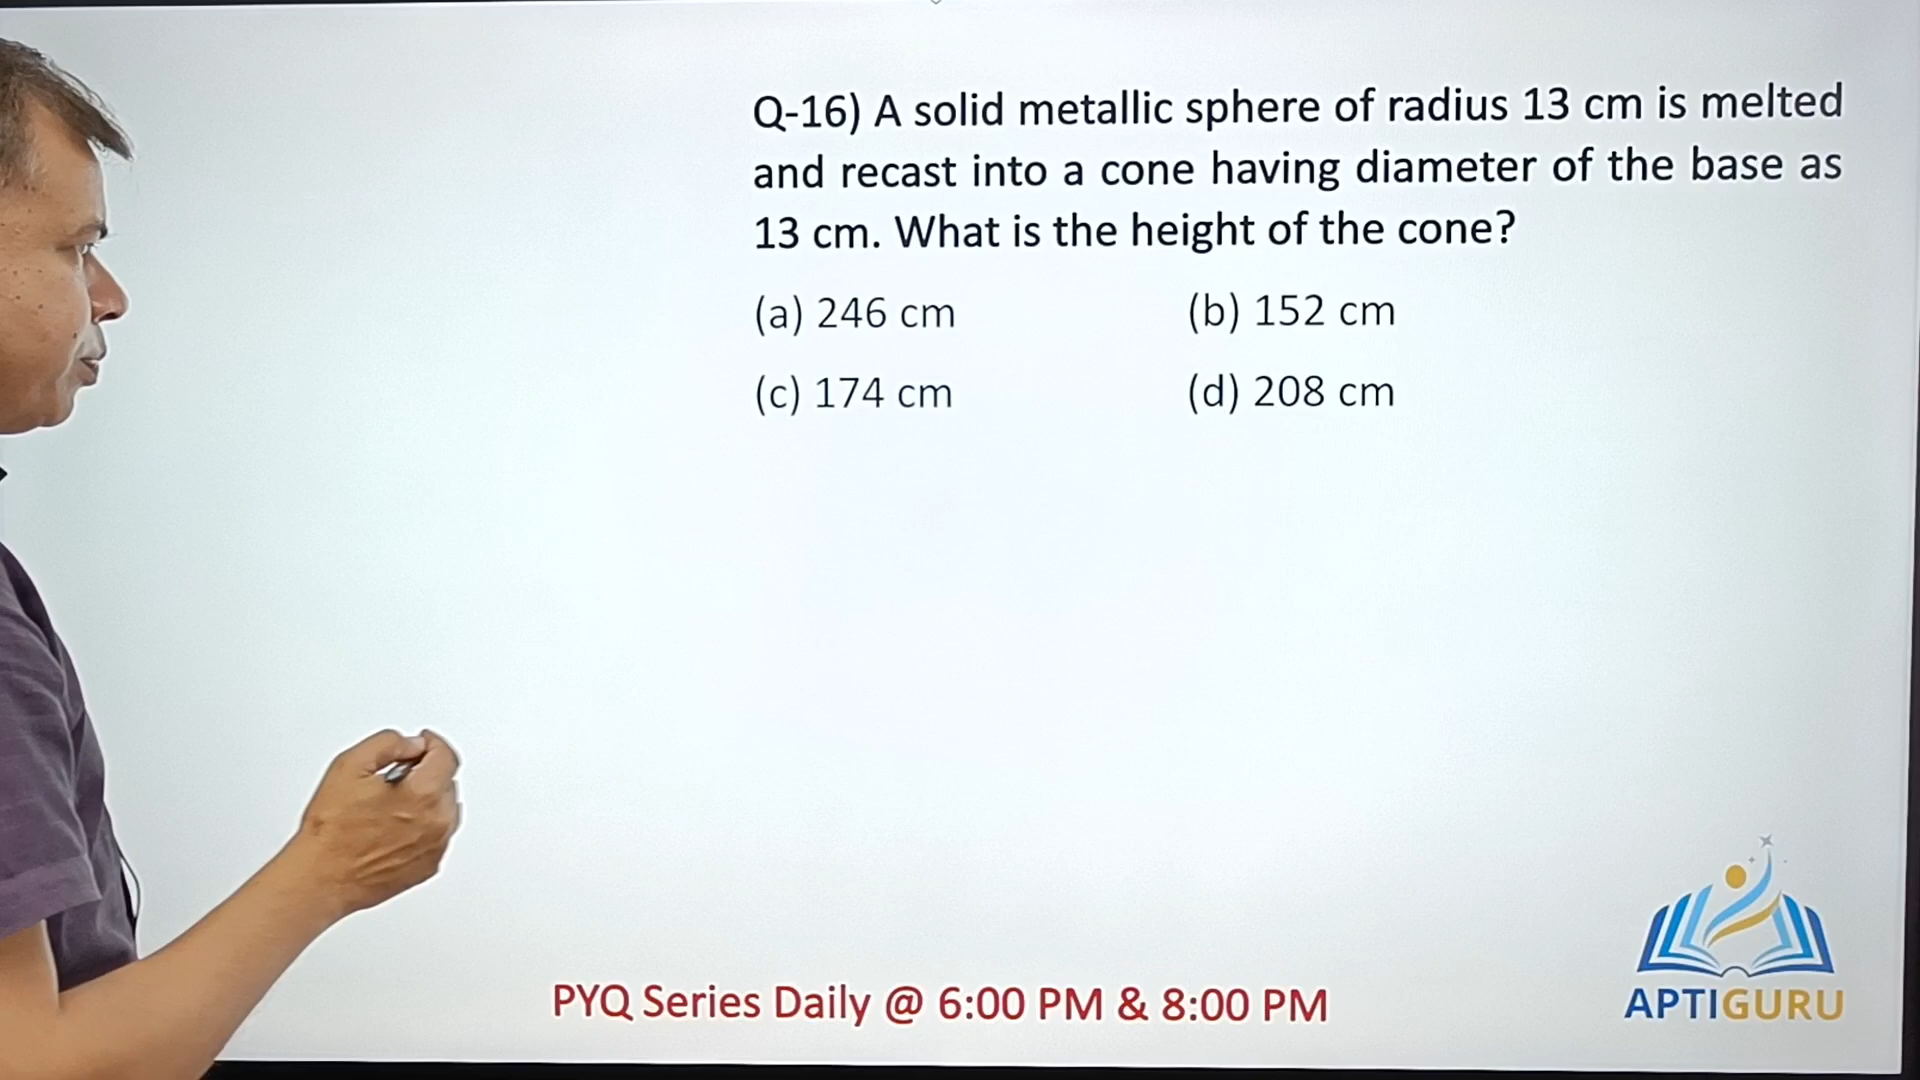 Q-16) A solid metallic sphere of radius 13 cm is melted
and recast into a cone having diameter of the base as
13 cm. What is the height of the cone?
(a) 246 cm (b) 152 cm
(c) 174 cm (d) 208 cm
PYQ Series Daily @ 6:00 PM & 8:00 PM
APTIGURU